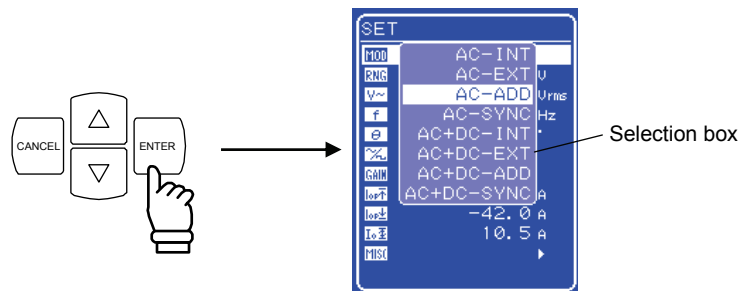 CANCEL
ENTER
SET
MOD
AC-INT
RNG
AC-EXT
V
V~
AC-ADD
Vrms
f
AC-SYNC
Hz
θ
AC+DC-INT
°
AC+DC-EXT
GAIN
AC+DC-ADD
AC+DC-SYNC
A
-42.0 A
10.5 A
MISC
Selection box